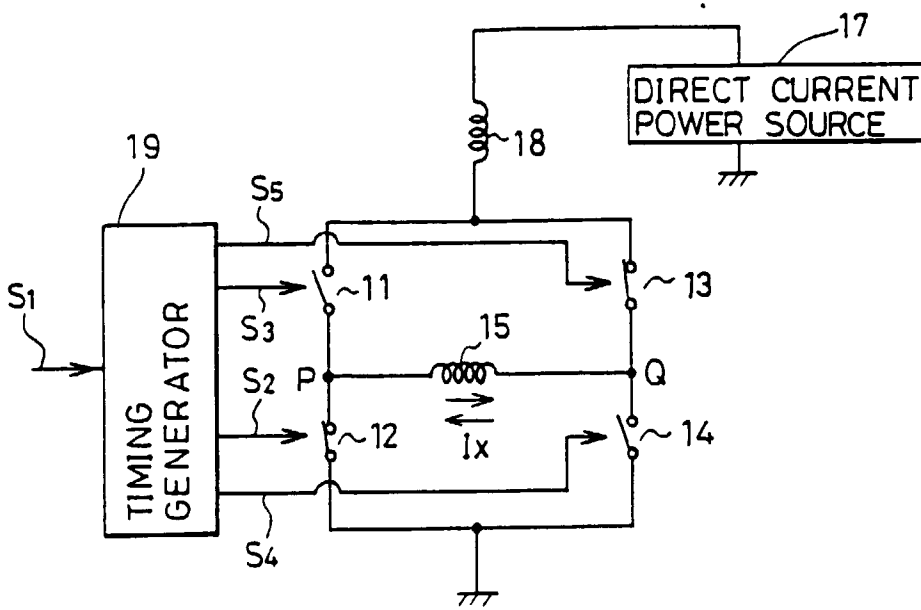 17
DIRECT CURRENT
POWER SOURCE
18
19
S5
11
13
S1
S3
15
TIMING
GENERATOR
P
Q
S2
12
Ix
14
S4